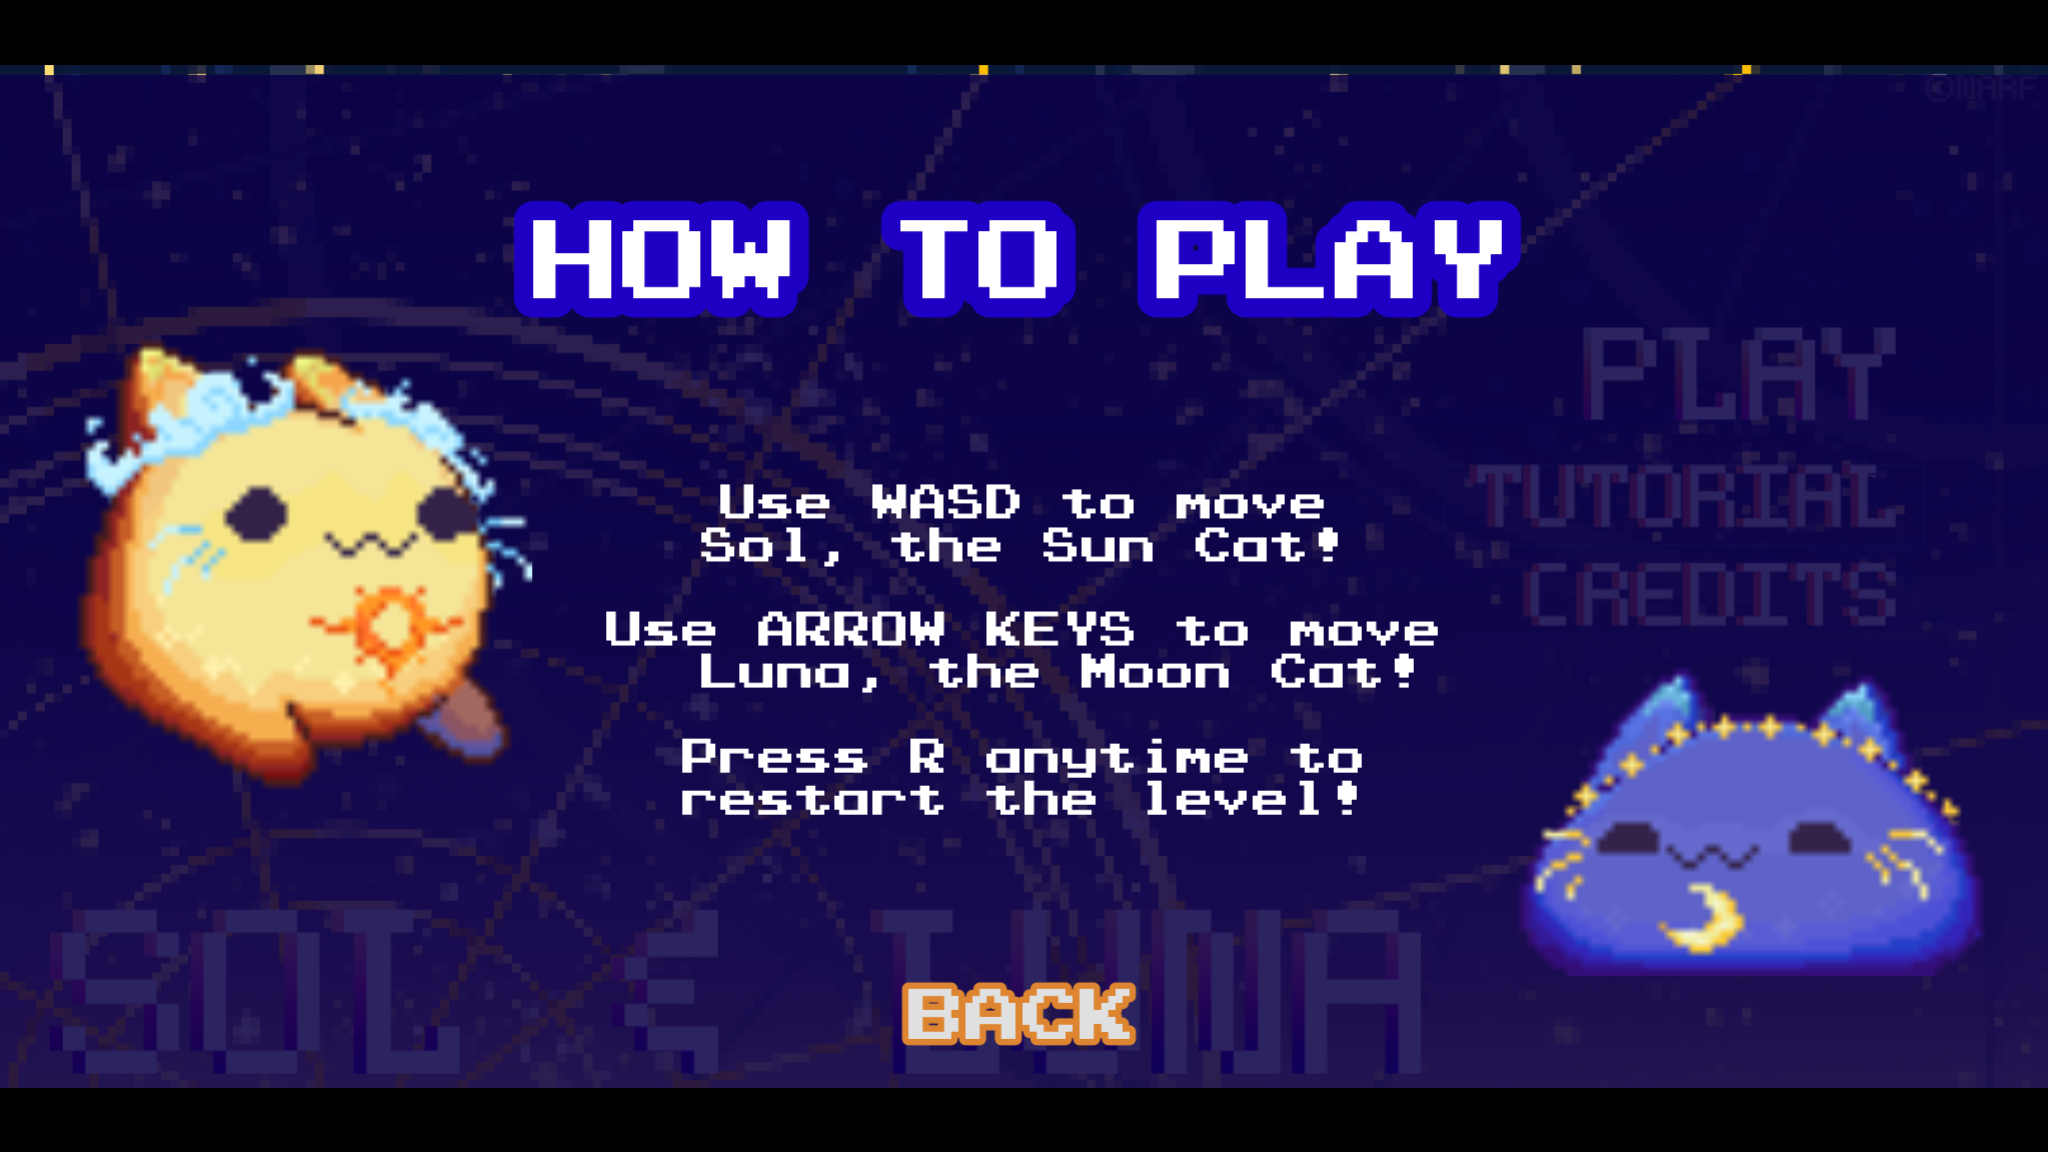 ©NARF
HOW TO PLAY
PLAY
TUTORIAL
CREDITS
Use WASD to move
Sol, the Sun Cat!
Use ARROW KEYS to move
Luna, the Moon Cat!
Press R anytime to
restart the level!
SOL & LUNA
BACK